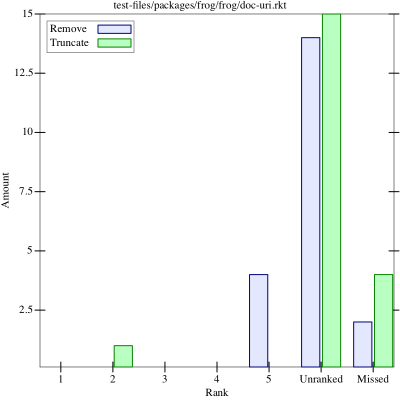 test-files/packages/frog/frog/doc-uri.rkt
Remove
Truncate
15
12.5
10
7.5
5
2.5
Amount
1 2 3 4 5 Unranked Missed
Rank